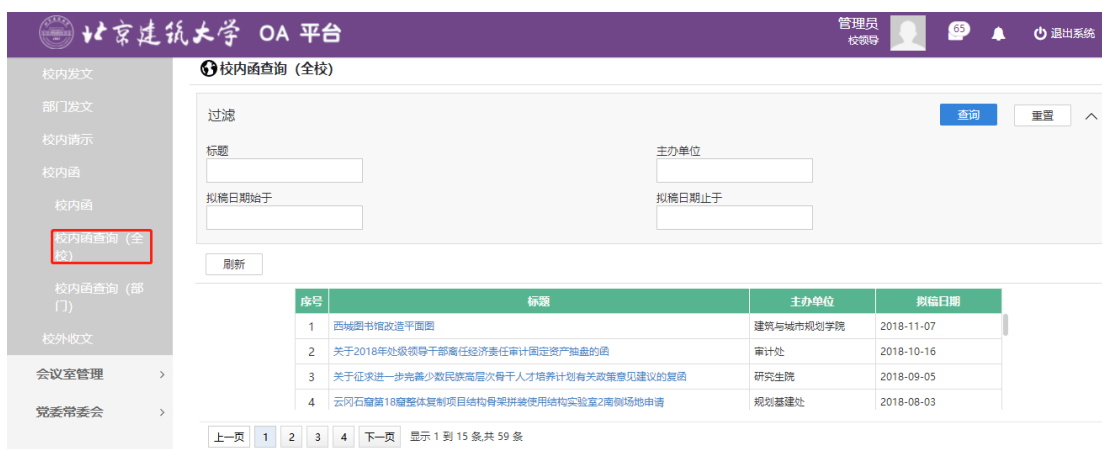 北京建筑大学 OA 平台
管理员
校领导
65
退出系统
校内发文
部门发文
校内请示
校内函
校内函
校内函查询 (全
校)
校内函查询 (部
门)
校外收文
会议室管理
党委常委会
校内函查询 (全校)
过滤
查询
重置
标题
主办单位
拟稿日期始于
拟稿日期止于
刷新
序号 标题 主办单位 拟稿日期
1 西城图书馆改造平面图 建筑与城市规划学院 2018-11-07
2 关于2018年处级领导干部离任经济责任审计固定资产抽盘的函 审计处 2018-10-16
3 关于征求进一步完善少数民族高层次骨干人才培养计划有关政策意见建议的复函 研究生院 2018-09-05
4 云冈石窟第18窟整体复制项目结构骨架拼装使用结构实验室2南侧场地申请 规划基建处 2018-08-03
上一页 1 2 3 4 下一页 显示 1 到 15 条,共 59 条